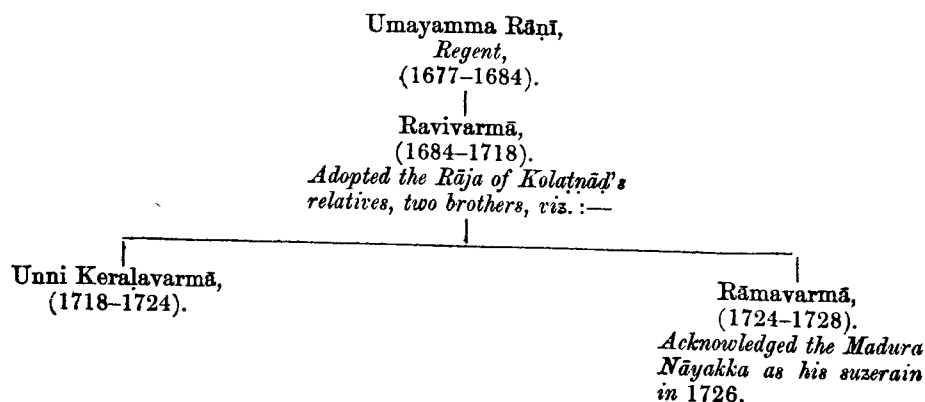 Umayamma Rāṇī,
Regent,
(1677–1684).
Ravivarmā,
(1684–1718).
Adopted the Rāja of Kolaṭṇāḍ's
relatives, two brothers, viz. :—
Unni Keraḷavarmā,
(1718–1724).
Rāmavarmā,
(1724–1728).
Acknowledged the Madura
Nāyakka as his suzerain
in 1726.